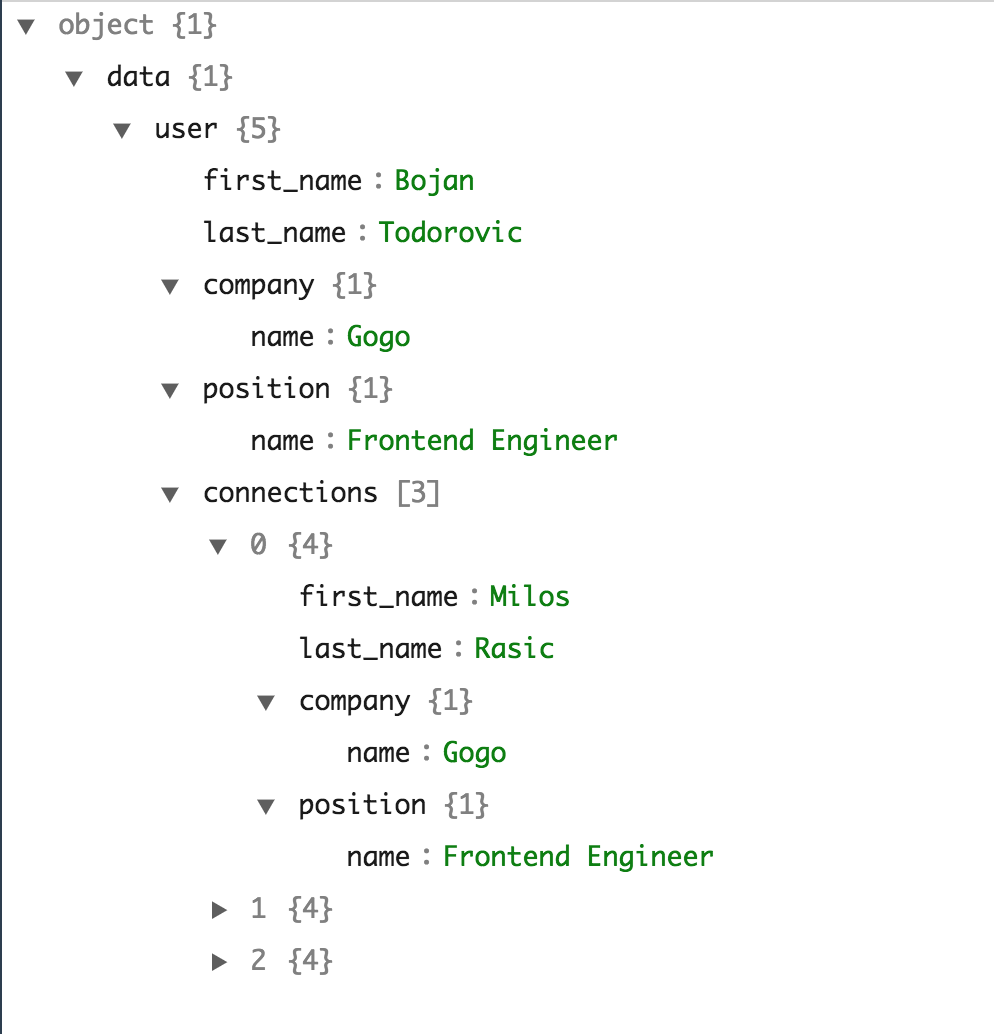 object {1}
data {1}
user {5}
first_name : Bojan
last_name : Todorovic
company {1}
name : Gogo
position {1}
name : Frontend Engineer
connections [3]
0 {4}
first_name : Milos
last_name : Rasic
company {1}
name : Gogo
position {1}
name : Frontend Engineer
1 {4}
2 {4}